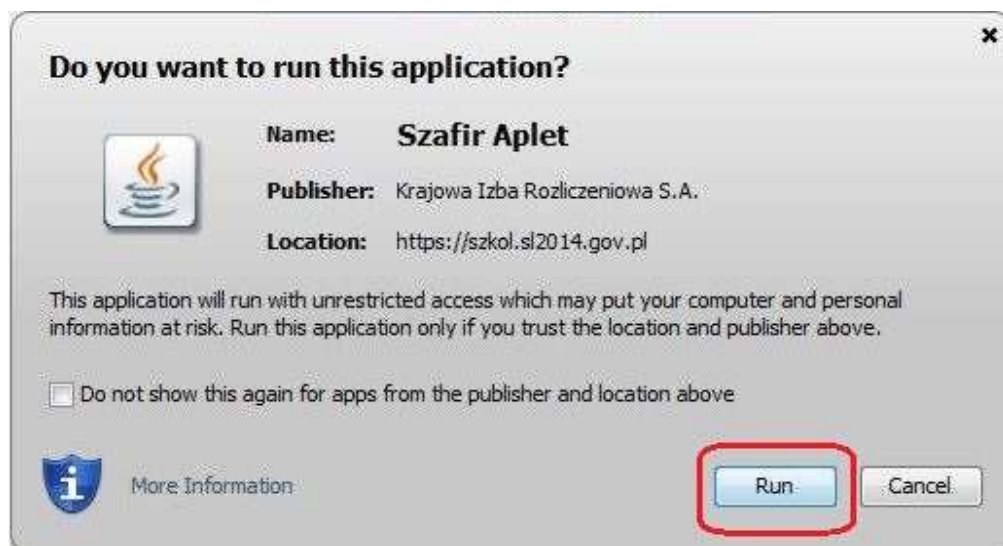 Do you want to run this application?
Name: Szafir Aplet
Publisher: Krajowa Izba Rozliczeniowa S.A.
Location: https://szkol.sl2014.gov.pl
This application will run with unrestricted access which may put your computer and personal
information at risk. Run this application only if you trust the location and publisher above.
Do not show this again for apps from the publisher and location above
More Information
Run Cancel